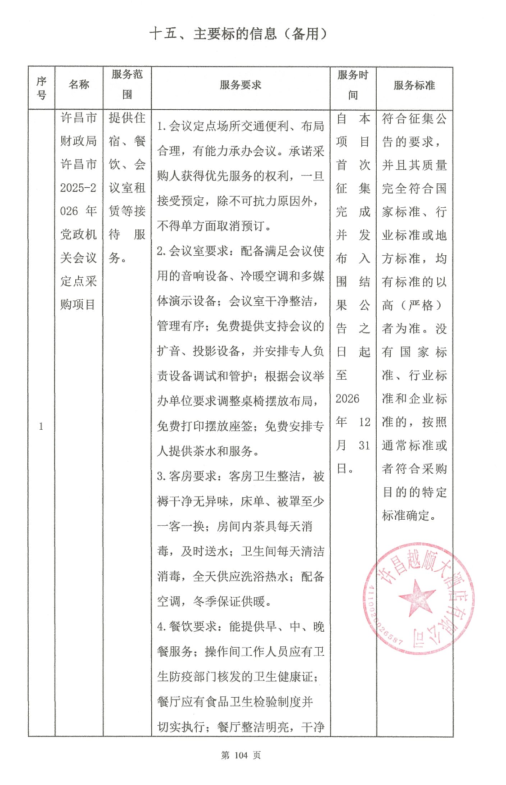 十五、主要标的信息（备用）
序号
名称
服务范围
服务要求
服务时间
服务标准
1
许昌市
财政局
许昌市
2025-2
026 年
党政机
关会议
定点采
购项目
提供住
宿、餐
饮、会
议室租
赁等接
待 服
务。
1.会议定点场所交通便利、布局
合理，有能力承办会议。承诺采
购人获得优先服务的权利，一旦
接受预定，除不可抗力原因外，
不得单方面取消预订。
2.会议室要求：配备满足会议使
用的音响设备、冷暖空调和多媒
体演示设备；会议室干净整洁，
管理有序；免费提供支持会议的
扩音、投影设备，并安排专人负
责设备调试和管护；根据会议举
办单位要求调整桌椅摆放布局，
免费打印摆放座签；免费安排专
人提供茶水和服务。
3.客房要求：客房卫生整洁，被
褥干净无异味，床单、被罩至少
一客一换；房间内茶具每天消
毒，及时送水；卫生间每天清洁
消毒，全天供应洗浴热水；配备
空调，冬季保证供暖。
4.餐饮要求：能提供早、中、晚
餐服务；操作间工作人员应有卫
生防疫部门核发的卫生健康证；
餐厅应有食品卫生检验制度并
切实执行；餐厅整洁明亮，干净
自 本
项 目
首 次
征 集
完 成
并 发
布 入
围 结
果 公
告 之
日 起
至
2026
年 12
月 31
日。
符合征集公
告的要求，
并且其质量
完全符合国
家标准、行
业标准或地
方标准，均
有标准的以
高（严格）
者为准。没
有国家标
准、行业标
准和企业标
准的，按照
通常标准或
者符合采购
目的的特定
标准确定。
许昌越顺大酒店有限公司
第 104 页